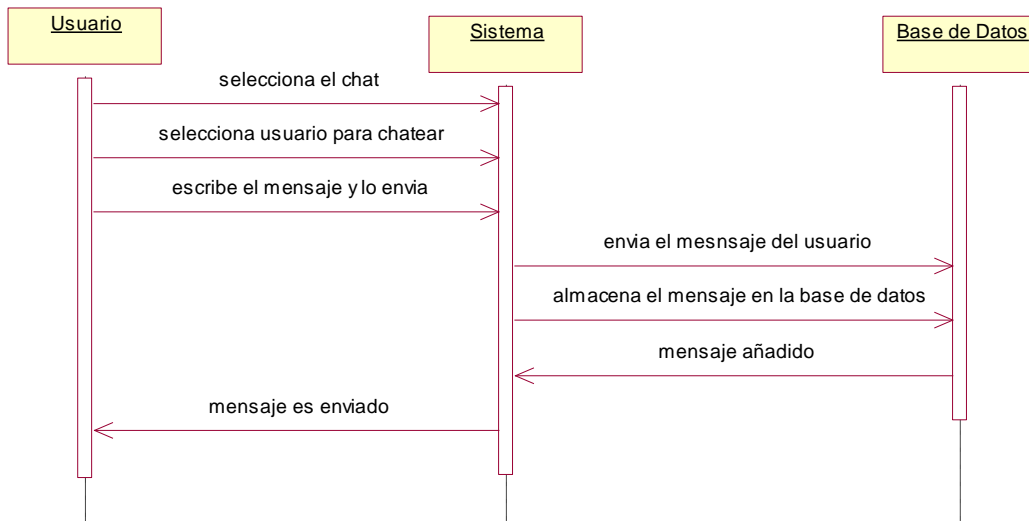 Usuario
Sistema
Base de Datos
selecciona el chat
selecciona usuario para chatear
escribe el mensaje y lo envia
envia el mesnsaje del usuario
almacena el mensaje en la base de datos
mensaje añadido
mensaje es enviado